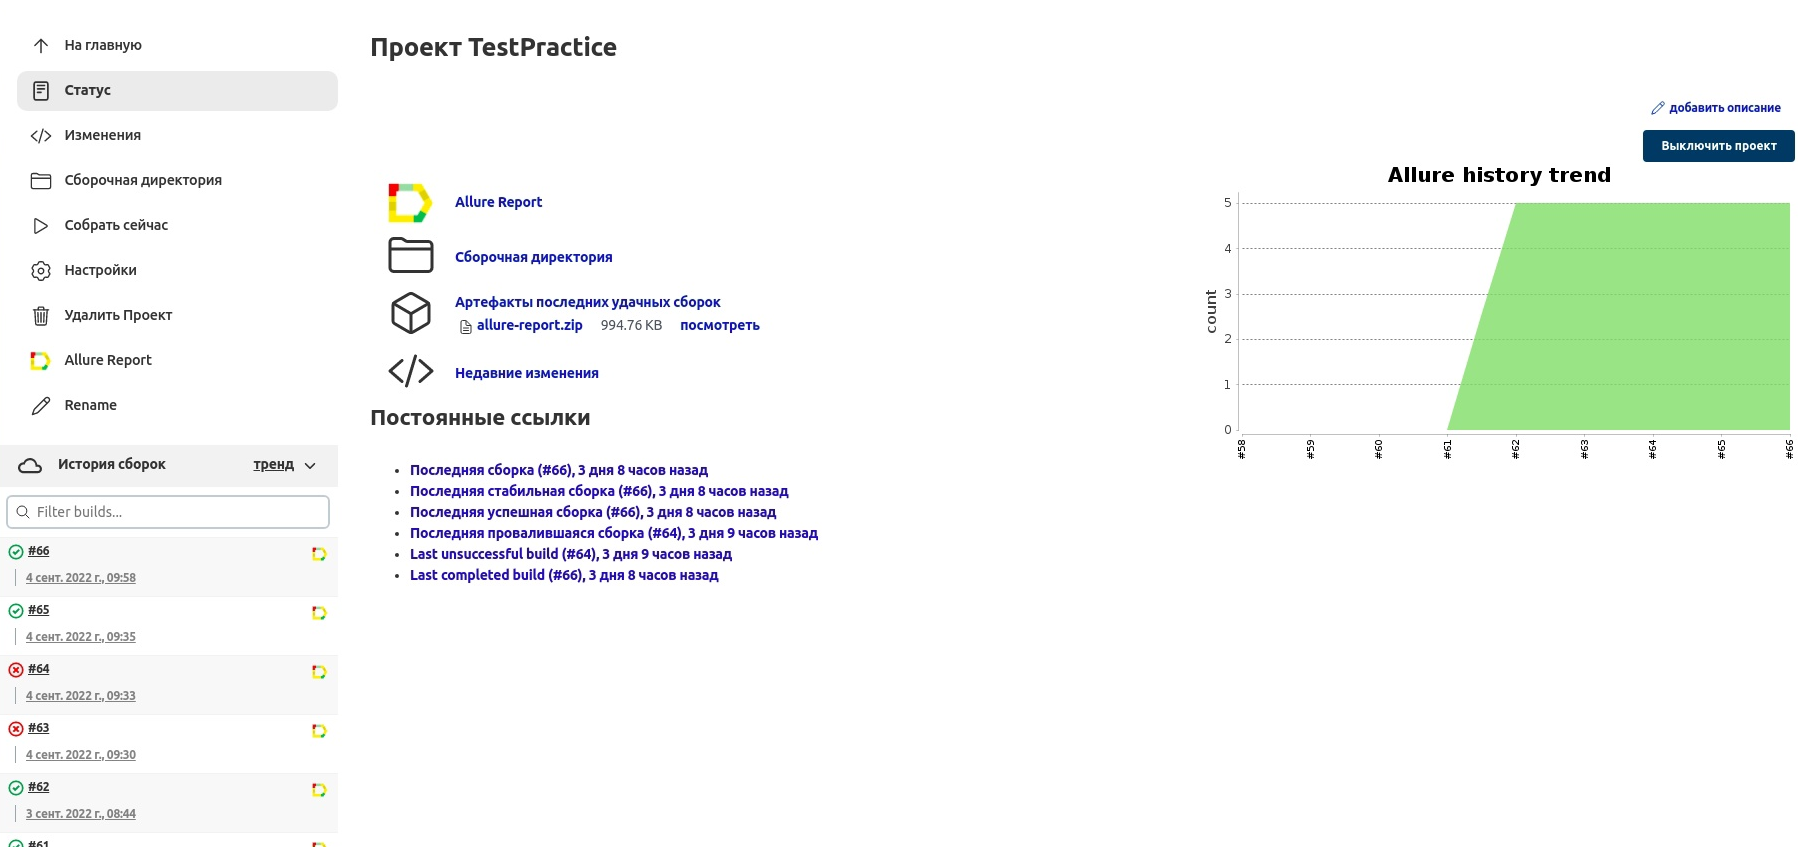 На главную
Статус
Изменения
Сборочная директория
Собрать сейчас
Настройки
Удалить Проект
Allure Report
Rename
История сборок
тренд
Filter builds...
#66
4 сент. 2022 г., 09:58
#65
4 сент. 2022 г., 09:35
#64
4 сент. 2022 г., 09:33
#63
4 сент. 2022 г., 09:30
#62
3 сент. 2022 г., 08:44
#61
Проект TestPractice
добавить описание
Выключить проект
Allure Report
Сборочная директория
Артефакты последних удачных сборок
allure-report.zip 994.76 KB посмотреть
Недавние изменения
Постоянные ссылки
Последняя сборка (#66), 3 дня 8 часов назад
Последняя стабильная сборка (#66), 3 дня 8 часов назад
Последняя успешная сборка (#66), 3 дня 8 часов назад
Последняя провалившаяся сборка (#64), 3 дня 9 часов назад
Last unsuccessful build (#64), 3 дня 9 часов назад
Last completed build (#66), 3 дня 8 часов назад
Allure history trend
count
5
4
3
2
1
0
#58 #59 #60 #61 #62 #63 #64 #65 #66